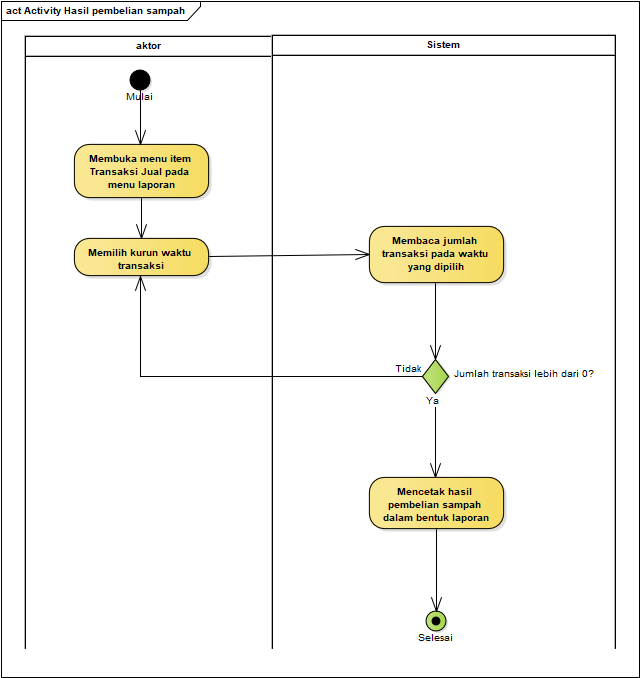 act Activity Hasil pembelian sampah
aktor
Sistem
Mulai
Membuka menu item
Transaksi Jual pada
menu laporan
Memilih kurun waktu
transaksi
Membaca jumlah
transaksi pada waktu
yang dipilih
Tidak
Jumlah transaksi lebih dari 0?
Ya
Mencetak hasil
pembelian sampah
dalam bentuk laporan
Selesai